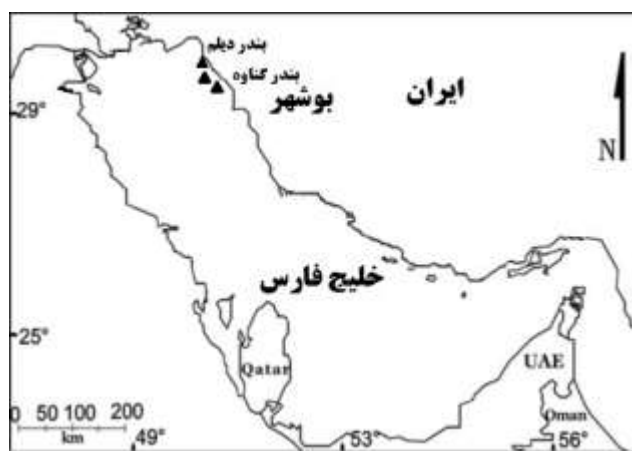 بندر دیلم
بندر گناوه
ایران
بوشهر
29°
N
خلیج فارس
25°
Qatar
UAE
Oman
0 50 100 200
km
49°
53°
56°